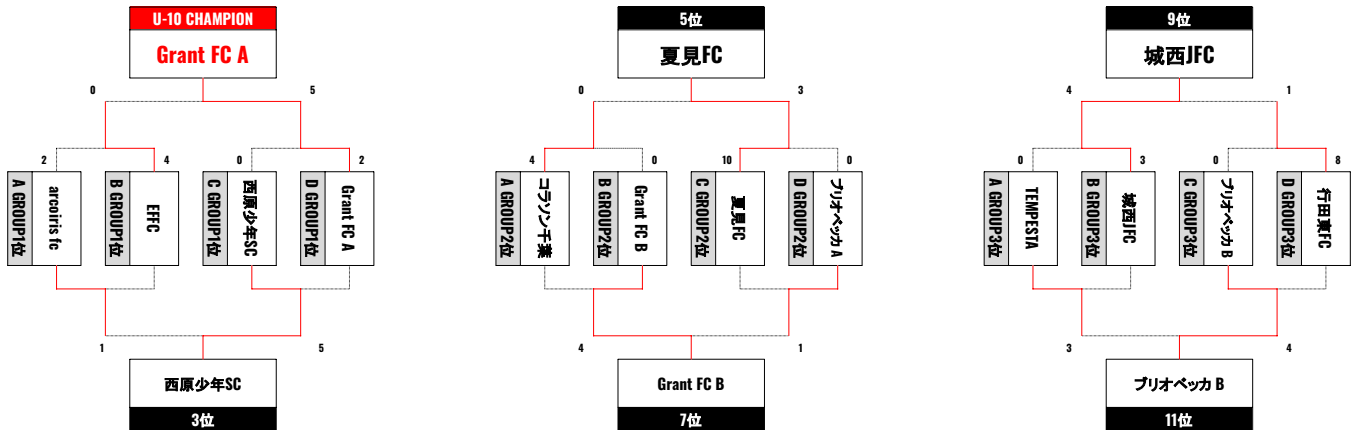 U-10 CHAMPION
Grant FC A
0 5
2 4 0 2
A GROUP1位 arcoiris fc
B GROUP1位 EFFC
C GROUP1位 西原少年SC
D GROUP1位 Grant FC A
1 5
西原少年SC
3位
5位
夏見FC
0 3
4 0 10 0
A GROUP2位 コラソン千葉
B GROUP2位 Grant FC B
C GROUP2位 夏見FC
D GROUP2位 ブリオベッカ A
4 1
Grant FC B
7位
9位
城西JFC
4 1
0 3 0 8
A GROUP3位 TEMPESTA
B GROUP3位 城西JFC
C GROUP3位 ブリオベッカ B
D GROUP3位 行田東FC
3 4
ブリオベッカ B
11位